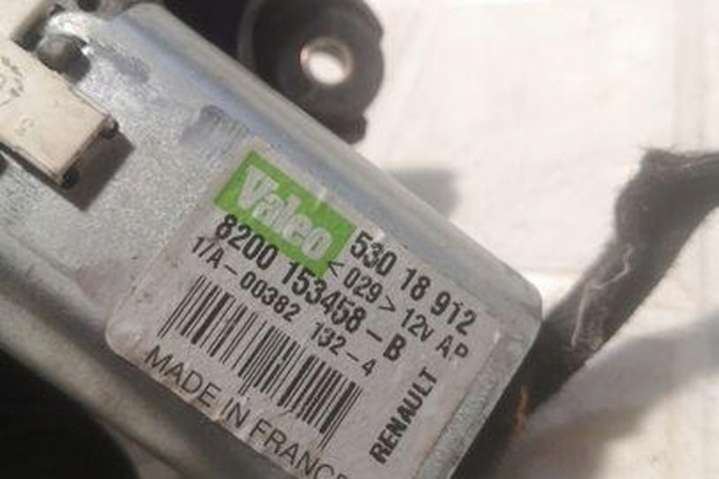 Valeo
530 18 912
< 029 > 12v AP
8200 153458-B
1/A-00382 132-4
MADE IN FRANCE
RENAULT